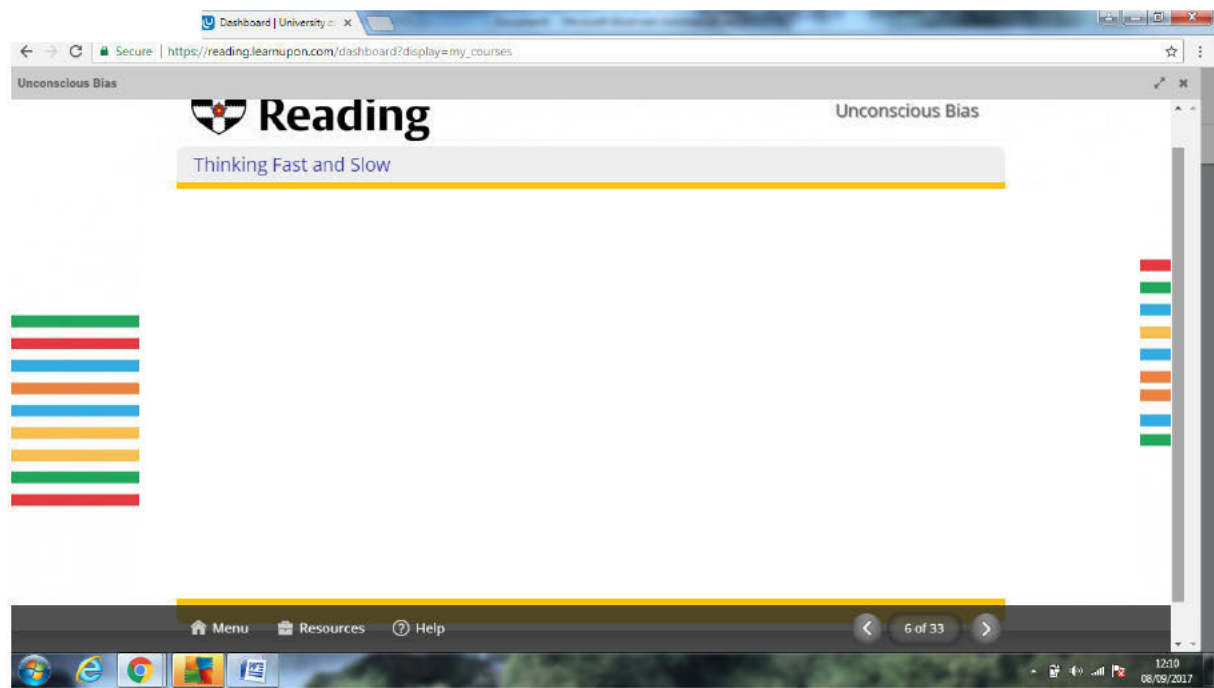 Dashboard | University
Secure | https://reading.learnupon.com/dashboard?display=my_courses
Unconscious Bias
Reading
Unconscious Bias
Thinking Fast and Slow
Menu Resources Help
6 of 33
12:10
08/09/2017